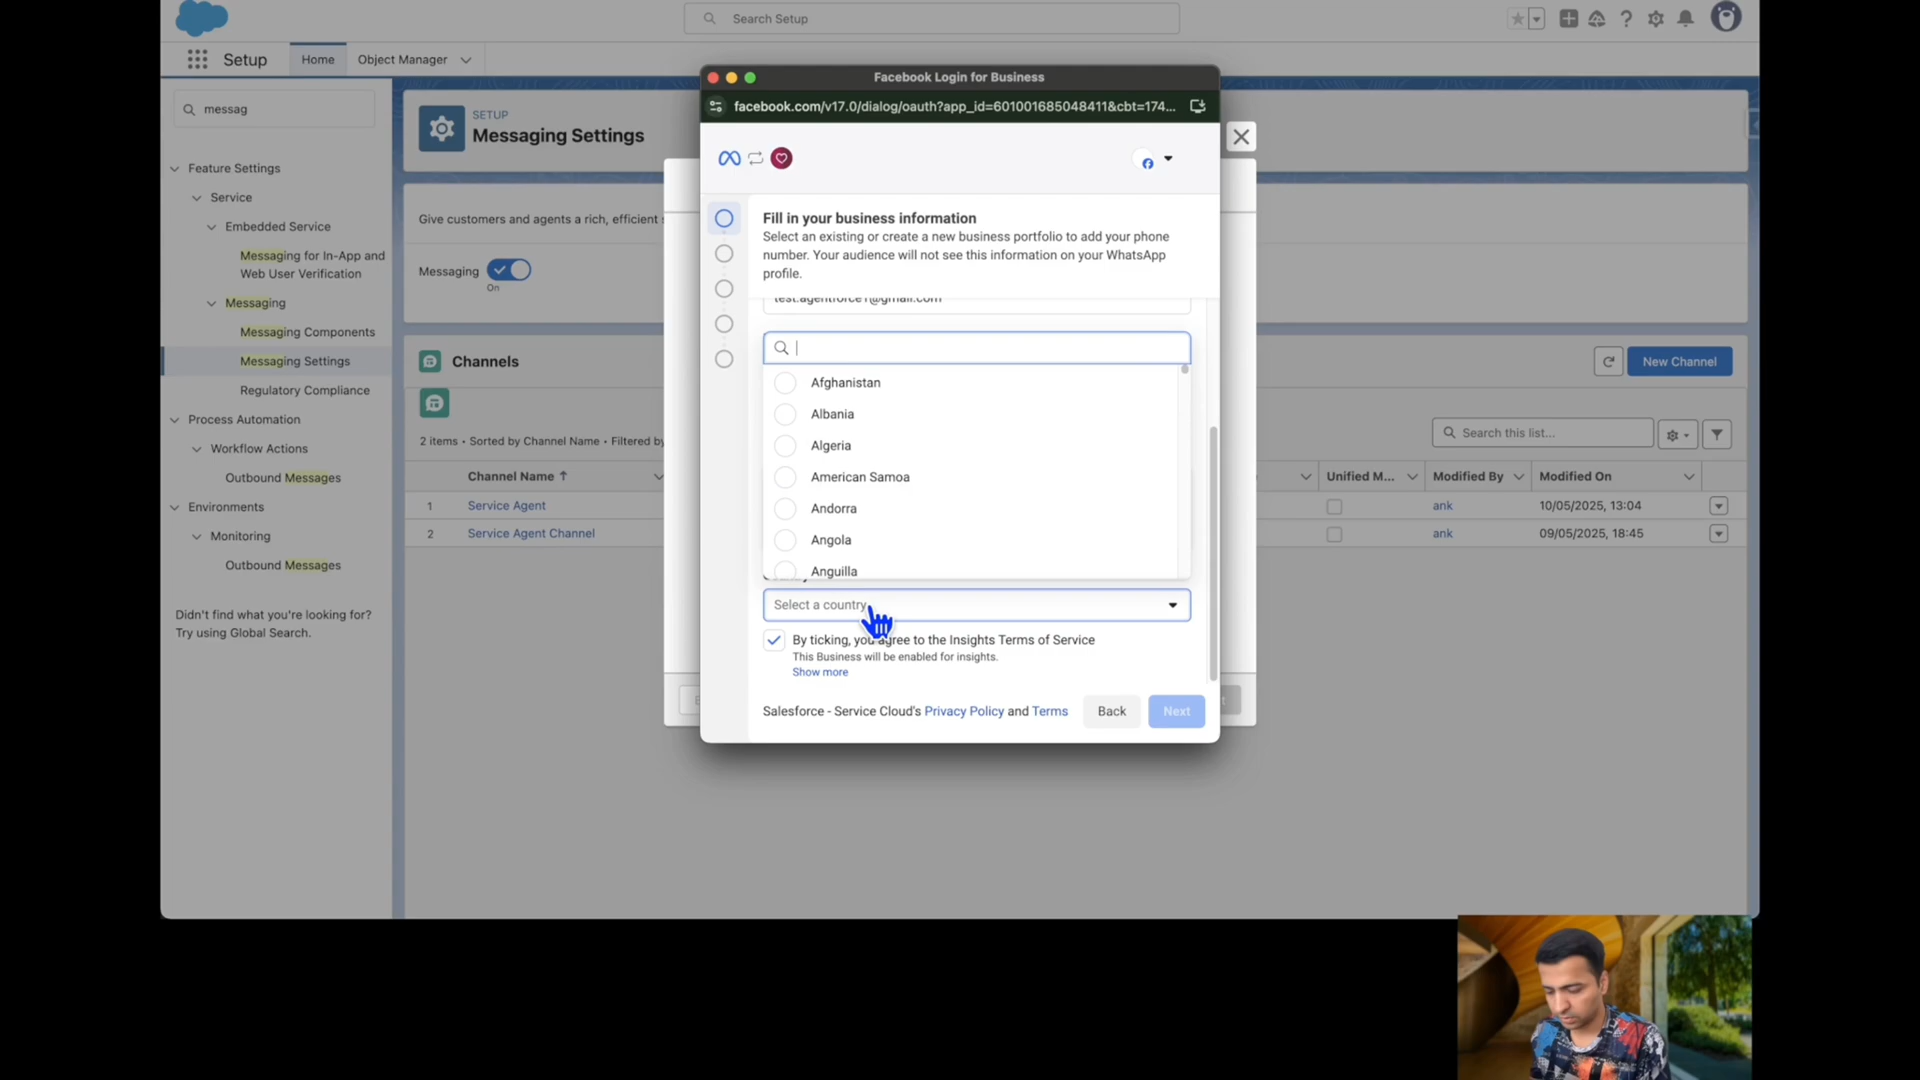 Search Setup
Setup
Home
Object Manager
messag
Feature Settings
Service
Embedded Service
Messaging for In-App and
Web User Verification
Messaging
Messaging Components
Messaging Settings
Regulatory Compliance
Process Automation
Workflow Actions
Outbound Messages
Environments
Monitoring
Outbound Messages
Didn't find what you're looking for?
Try using Global Search.
SETUP
Messaging Settings
Give customers and agents a rich, efficient
Messaging
On
Channels
New Channel
2 items • Sorted by Channel Name • Filtered by
Search this list...
Channel Name
Unified M...
Modified By
Modified On
1
Service Agent
ank
10/05/2025, 13:04
2
Service Agent Channel
ank
09/05/2025, 18:45
Facebook Login for Business
facebook.com/v17.0/dialog/oauth?app_id=601001685048411&cbt=174...
Fill in your business information
Select an existing or create a new business portfolio to add your phone
number. Your audience will not see this information on your WhatsApp
profile.
test.agentforce1@gmail.com
Afghanistan
Albania
Algeria
American Samoa
Andorra
Angola
Anguilla
Select a country
By ticking, you agree to the Insights Terms of Service
This Business will be enabled for insights.
Show more
Salesforce - Service Cloud's Privacy Policy and Terms
Back
Next